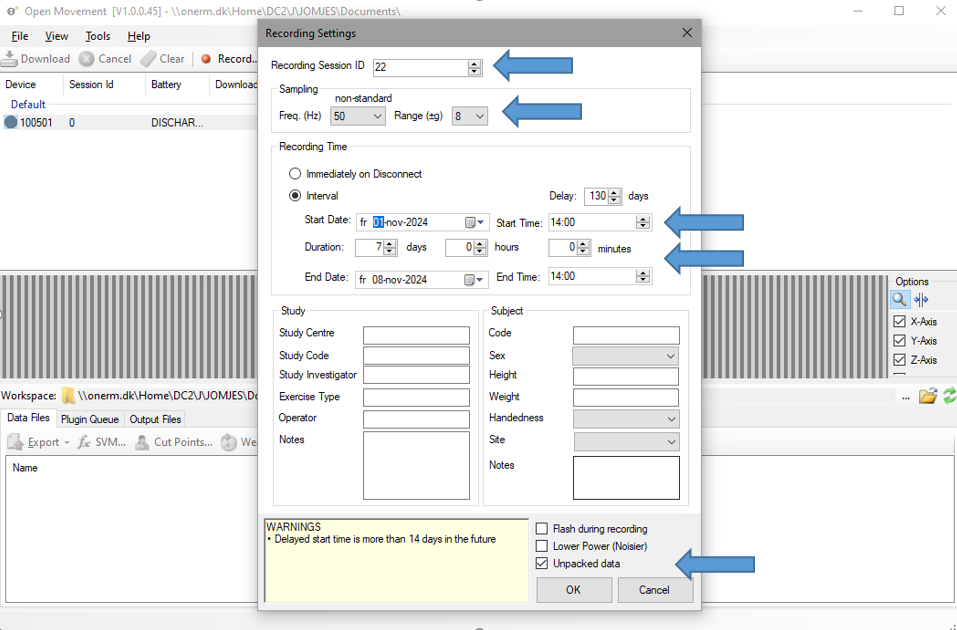 Open Movement [V1.0.0.45] - \\onerm.dk\Home\DC2\J\JOMJES\Documents\
File View Tools Help
Download Cancel Clear Record..
Device Session Id Battery Download
Default
100501 0 DISCHAR...
Recording Settings
Recording Session ID 22
Sampling
non-standard
Freq. (Hz) 50 Range (±g) 8
Recording Time
Immediately on Disconnect
Interval Delay: 130 days
Start Date: fr 01-nov-2024 Start Time: 14:00
Duration: 7 days 0 hours 0 minutes
End Date: fr 08-nov-2024 End Time: 14:00
Study
Study Centre
Study Code
Study Investigator
Exercise Type
Operator
Notes
Subject
Code
Sex
Height
Weight
Handedness
Site
Notes
WARNINGS
• Delayed start time is more than 14 days in the future
Flash during recording
Lower Power (Noisier)
Unpacked data
OK Cancel
Options
X-Axis
Y-Axis
Z-Axis
Workspace: \\onerm.dk\Home\DC2\J\JOMJES\Do
...
Data Files Plugin Queue Output Files
Export fx SVM... Cut Points... We
Name